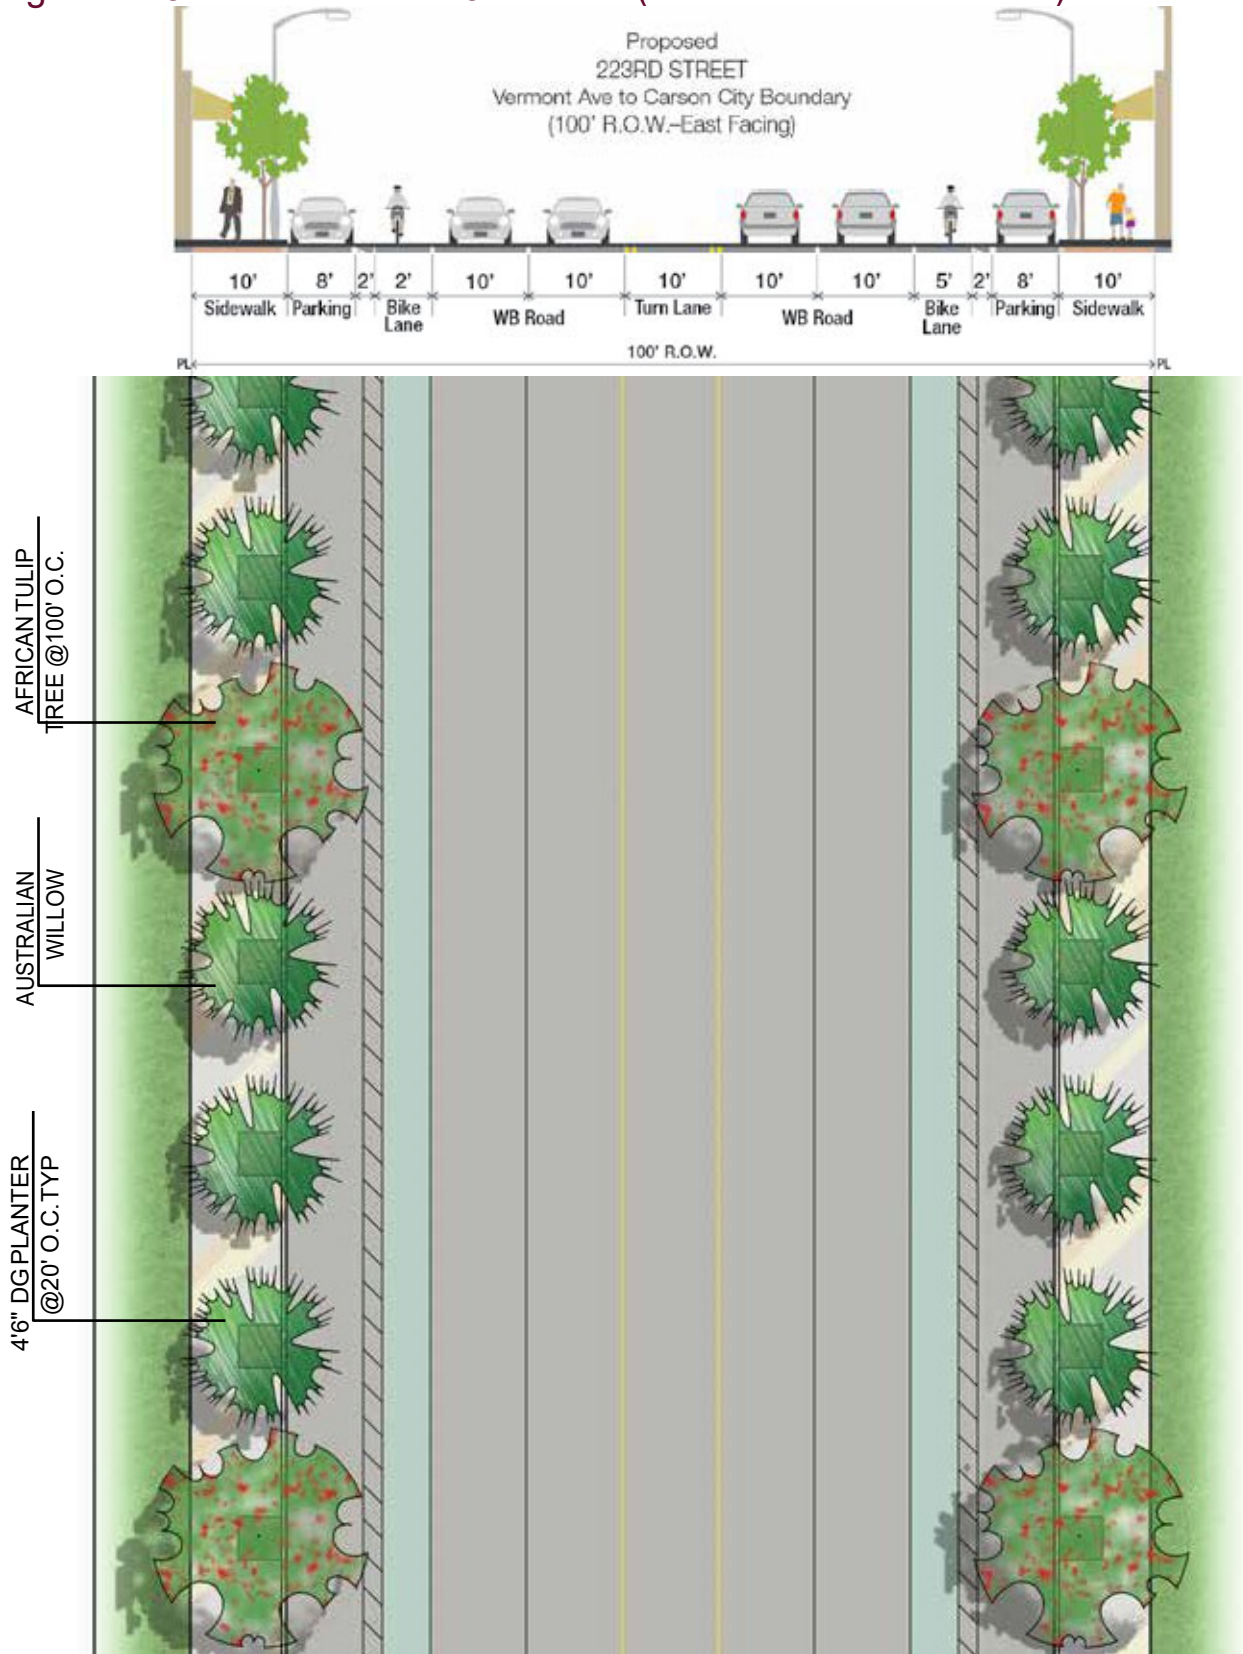 Proposed
223RD STREET
Vermont Ave to Carson City Boundary
(100' R.O.W.-East Facing)
10' 8' 2' 2' 10' 10' 10' 10' 10' 5' 2' 8' 10'
Sidewalk Parking Bike Lane WB Road Turn Lane WB Road Bike Lane Parking Sidewalk
100' R.O.W.
PL PL
AFRICAN TULIP
TREE @100' O.C.
AUSTRALIAN
WILLOW
4'6" DG PLANTER
@20' O.C. TYP